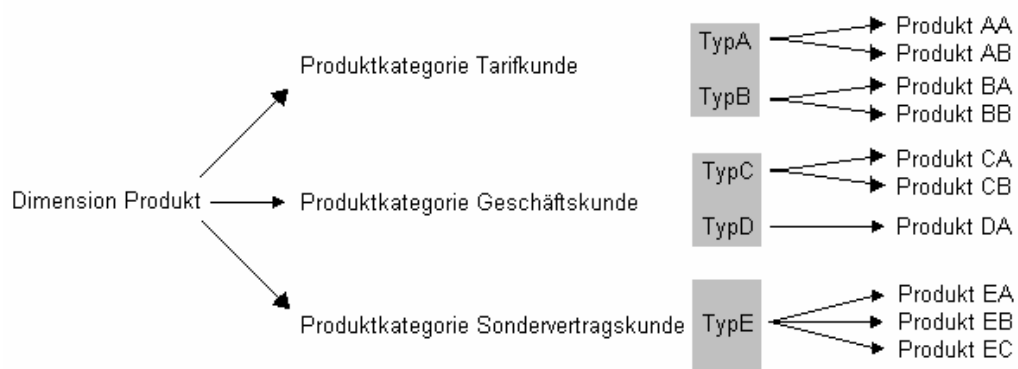 Dimension Produkt
Produktkategorie Tarifkunde
TypA
Produkt AA
Produkt AB
TypB
Produkt BA
Produkt BB
Produktkategorie Geschäftskunde
TypC
Produkt CA
Produkt CB
TypD
Produkt DA
Produktkategorie Sondervertragskunde
TypE
Produkt EA
Produkt EB
Produkt EC